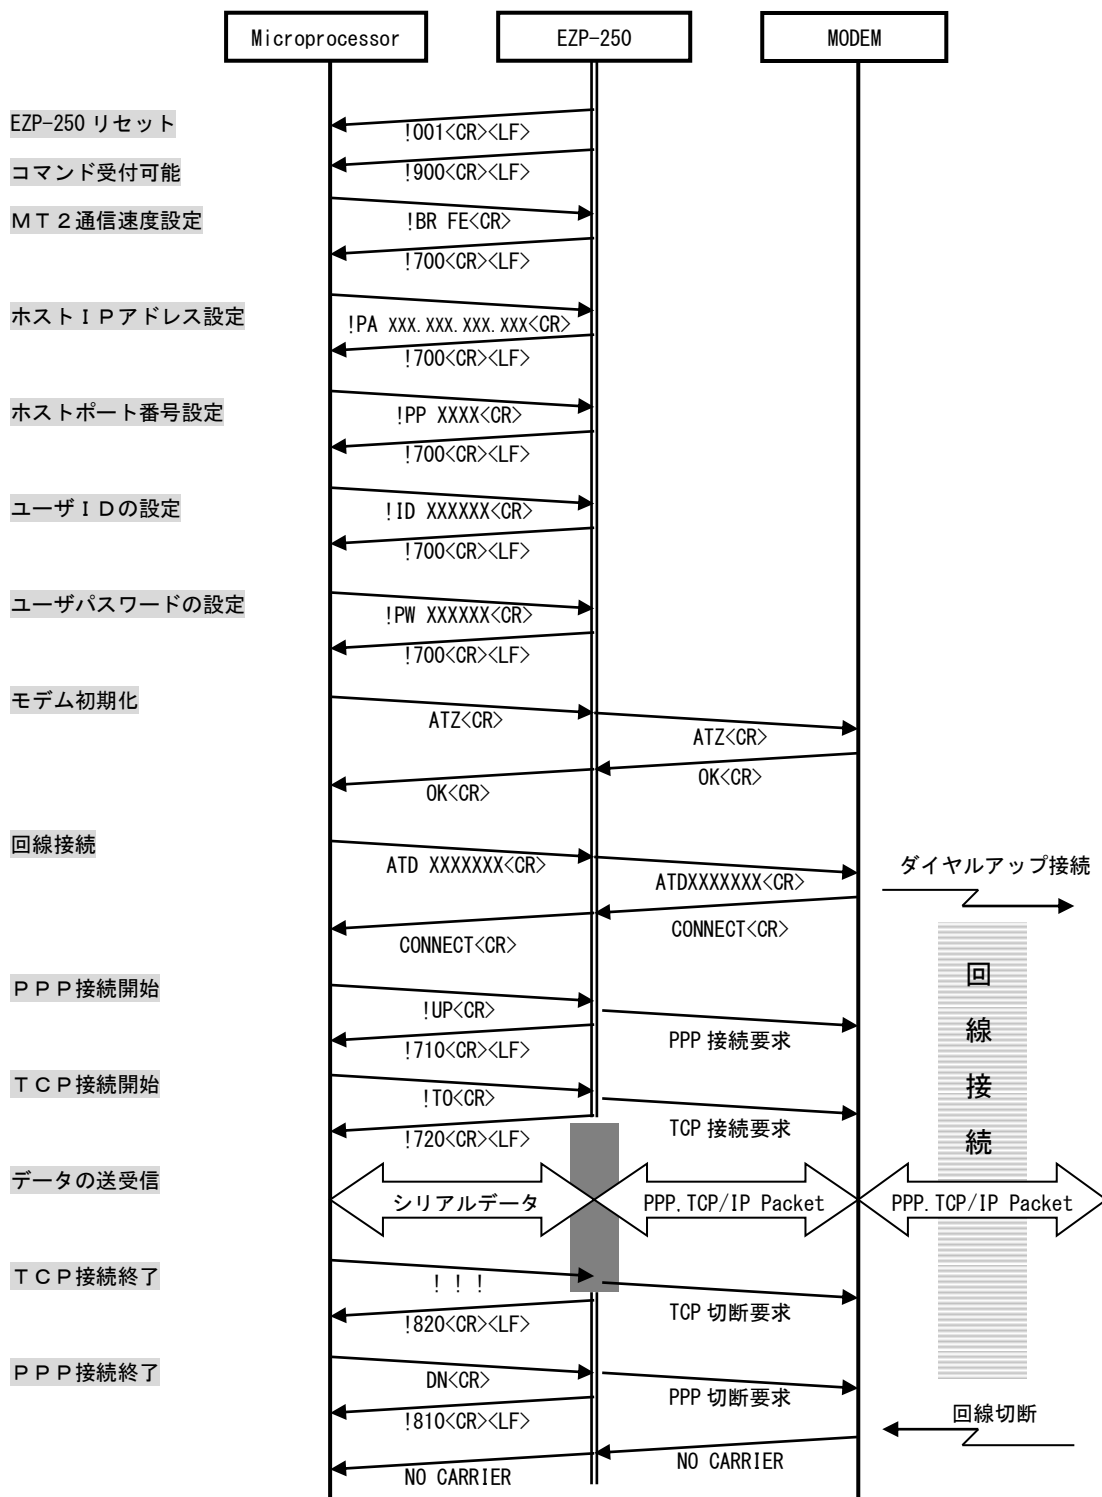 Microprocessor
EZP-250
MODEM
EZP-250 リセット
!001<CR><LF>
コマンド受付可能
!900<CR><LF>
ＭＴ２通信速度設定
!BR FE<CR>
!700<CR><LF>
ホストＩＰアドレス設定
!PA xxx.xxx.xxx.xxx<CR>
!700<CR><LF>
ホストポート番号設定
!PP XXXX<CR>
!700<CR><LF>
ユーザＩＤの設定
!ID XXXXXX<CR>
!700<CR><LF>
ユーザパスワードの設定
!PW XXXXXX<CR>
!700<CR><LF>
モデム初期化
ATZ<CR>
ATZ<CR>
OK<CR>
OK<CR>
回線接続
ATD XXXXXXX<CR>
ATDXXXXXXX<CR>
ダイヤルアップ接続
CONNECT<CR>
CONNECT<CR>
回線接続
ＰＰＰ接続開始
!UP<CR>
PPP 接続要求
!710<CR><LF>
ＴＣＰ接続開始
!TO<CR>
TCP 接続要求
!720<CR><LF>
データの送受信
シリアルデータ
PPP.TCP/IP Packet
PPP.TCP/IP Packet
ＴＣＰ接続終了
！！！
TCP 切断要求
!820<CR><LF>
ＰＰＰ接続終了
DN<CR>
PPP 切断要求
!810<CR><LF>
回線切断
NO CARRIER
NO CARRIER